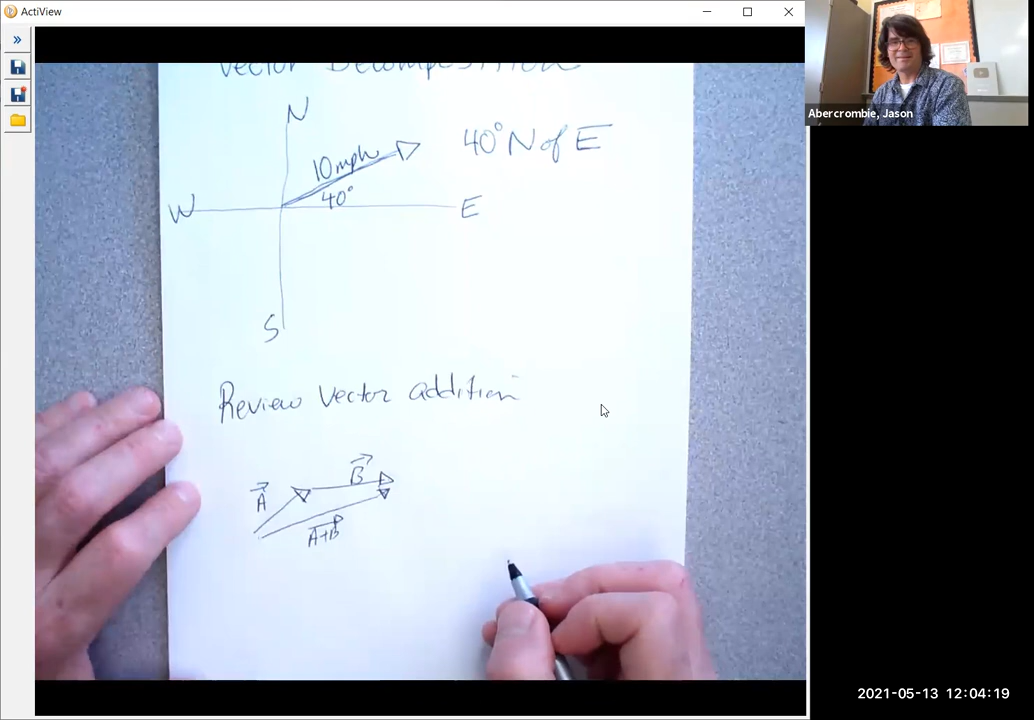 ActiView
Abercrombie, Jason
Vector Decomposition
N
10mph
40° N of E
40°
W
E
S
Review Vector addition
B
A
A+B
2021-05-13 12:04:19